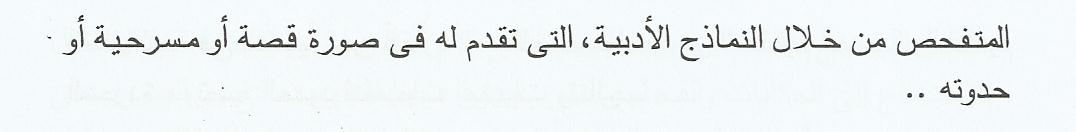 المتفحص من خلال النماذج الأدبية، التى تقدم له فى صورة قصة أو مسرحية أو
حدوته ..